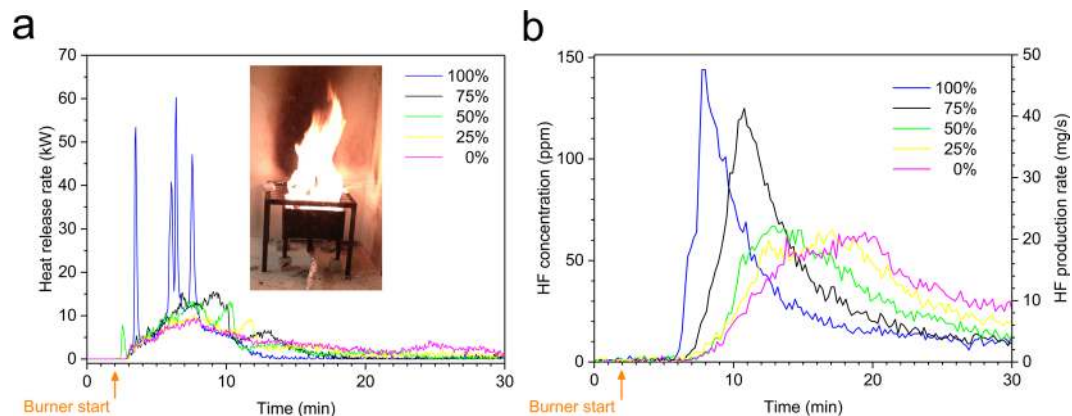 a
70
60
50
40
30
20
10
0
Heat release rate (kW)
100%
75%
50%
25%
0%
0 10 20 30
Burner start
Time (min)
b
150
100
50
0
HF concentration (ppm)
100%
75%
50%
25%
0%
50
40
30
20
10
0
HF production rate (mg/s)
0 10 20 30
Burner start
Time (min)